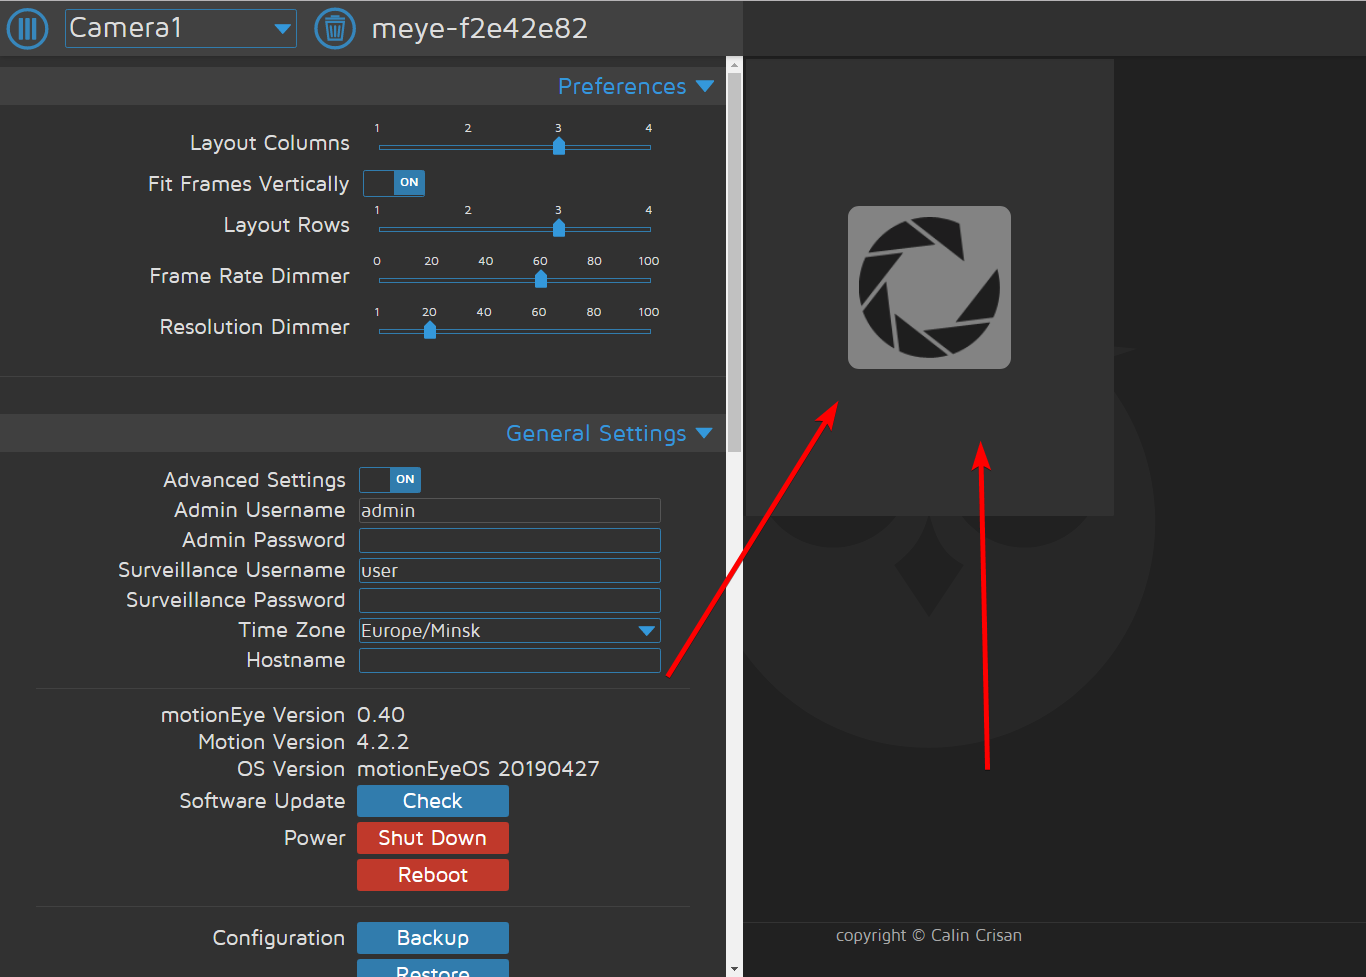 Camera1 meye-f2e42e82
Preferences
Layout Columns 1 2 3 4
Fit Frames Vertically ON
Layout Rows 1 2 3 4
Frame Rate Dimmer 0 20 40 60 80 100
Resolution Dimmer 1 20 40 60 80 100
General Settings
Advanced Settings ON
Admin Username admin
Admin Password
Surveillance Username user
Surveillance Password
Time Zone Europe/Minsk
Hostname
motionEye Version 0.40
Motion Version 4.2.2
OS Version motionEyeOS 20190427
Software Update Check
Power Shut Down
Reboot
Configuration Backup
Restore
copyright © Calin Crisan